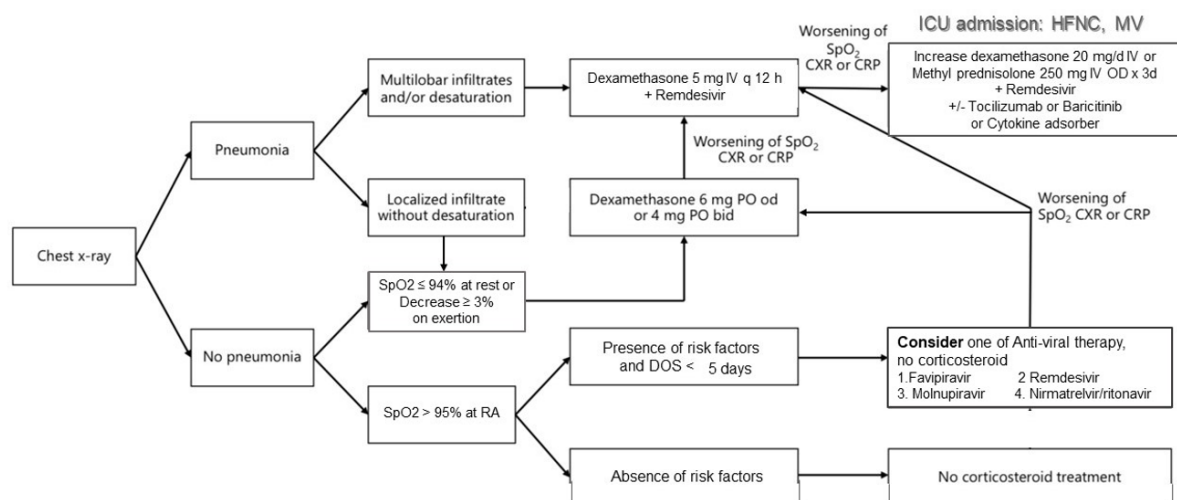 ICU admission: HFNC, MV
Worsening of
SpO₂
CXR or CRP
Increase dexamethasone 20 mg/d IV or
Methyl prednisolone 250 mg IV OD x 3d
+ Remdesivir
+/- Tocilizumab or Baricitinib
or Cytokine adsorber
Multilobar infiltrates
and/or desaturation
Dexamethasone 5 mg IV q 12 h
+ Remdesivir
Pneumonia
Worsening of SpO₂
CXR or CRP
Localized infiltrate
without desaturation
Dexamethasone 6 mg PO od
or 4 mg PO bid
Worsening of
SpO₂ CXR or CRP
Chest x-ray
SpO2 ≤ 94% at rest or
Decrease ≥ 3%
on exertion
No pneumonia
Presence of risk factors
and DOS < 5 days
Consider one of Anti-viral therapy,
no corticosteroid
1.Favipiravir 2 Remdesivir
3. Molnupiravir 4. Nirmatrelvir/ritonavir
SpO2 > 95% at RA
Absence of risk factors
No corticosteroid treatment